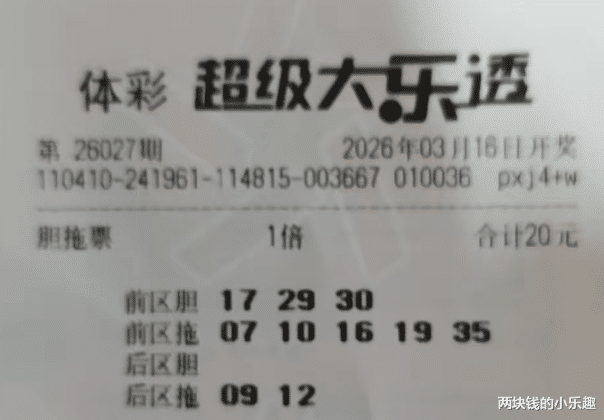 体彩 超级大乐透
第 26027期 2026年03月16日开奖
110410-241961-114815-003667 010036 pxj4+w
胆拖票 1倍 合计20元
前区胆 17 29 30
前区拖 07 10 16 19 35
后区胆
后区拖 09 12
两块钱的小乐趣